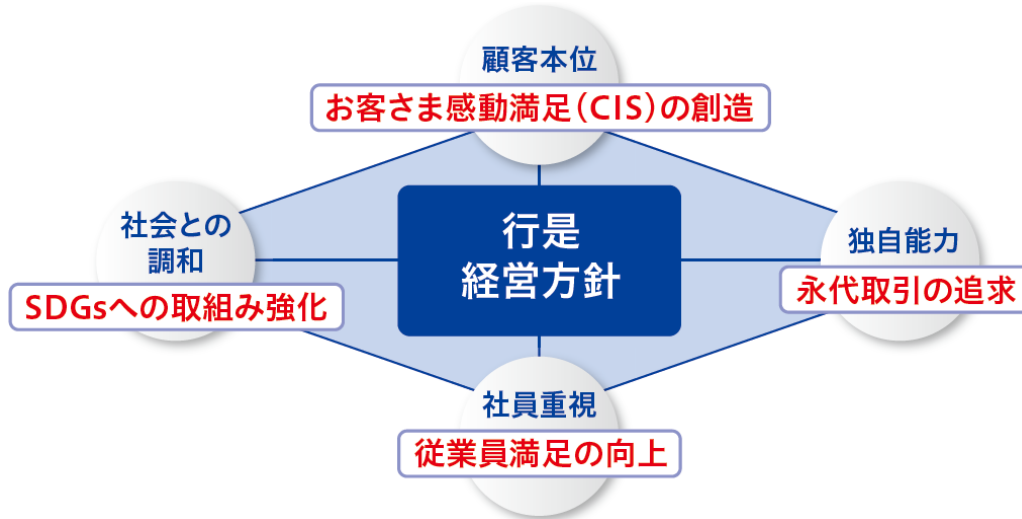 顧客本位
お客さま感動満足(CIS)の創造
社会との
調和
SDGsへの取組み強化
行是
経営方針
独自能力
永代取引の追求
社員重視
従業員満足の向上